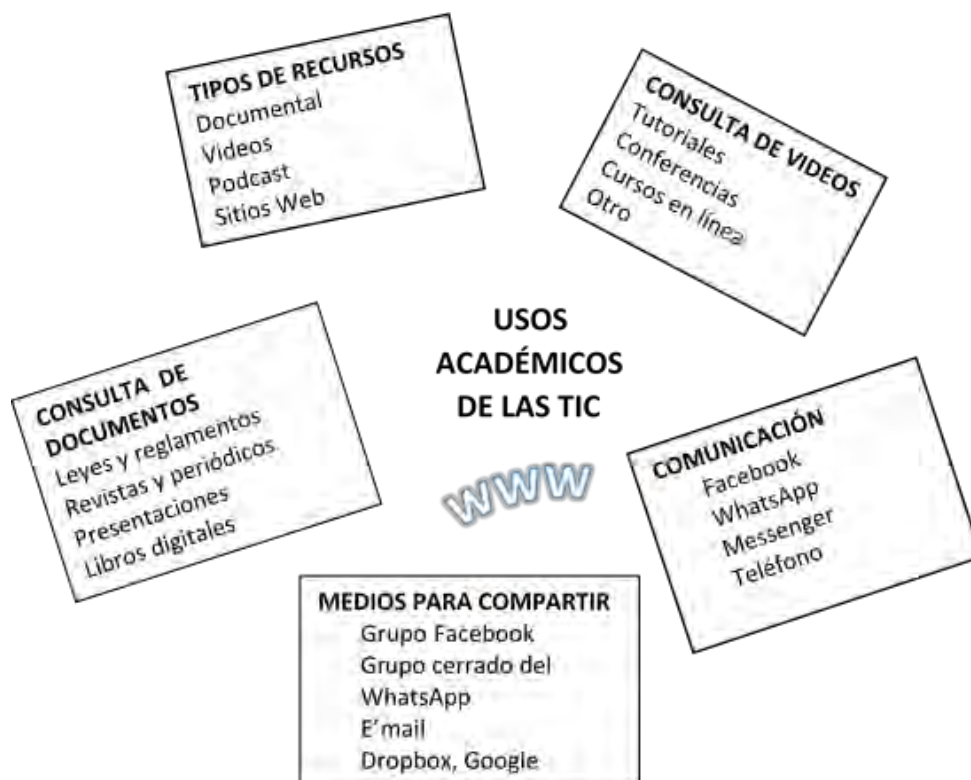 TIPOS DE RECURSOS
Documental
Videos
Podcast
Sitios Web
CONSULTA DE VIDEOS
Tutoriales
Conferencias
Cursos en línea
Otro
USOS
ACADÉMICOS
DE LAS TIC
www
CONSULTA DE
DOCUMENTOS
Leyes y reglamentos
Revistas y periódicos
Presentaciones
Libros digitales
COMUNICACIÓN
Facebook
WhatsApp
Messenger
Teléfono
MEDIOS PARA COMPARTIR
Grupo Facebook
Grupo cerrado del
WhatsApp
E'mail
Dropbox, Google